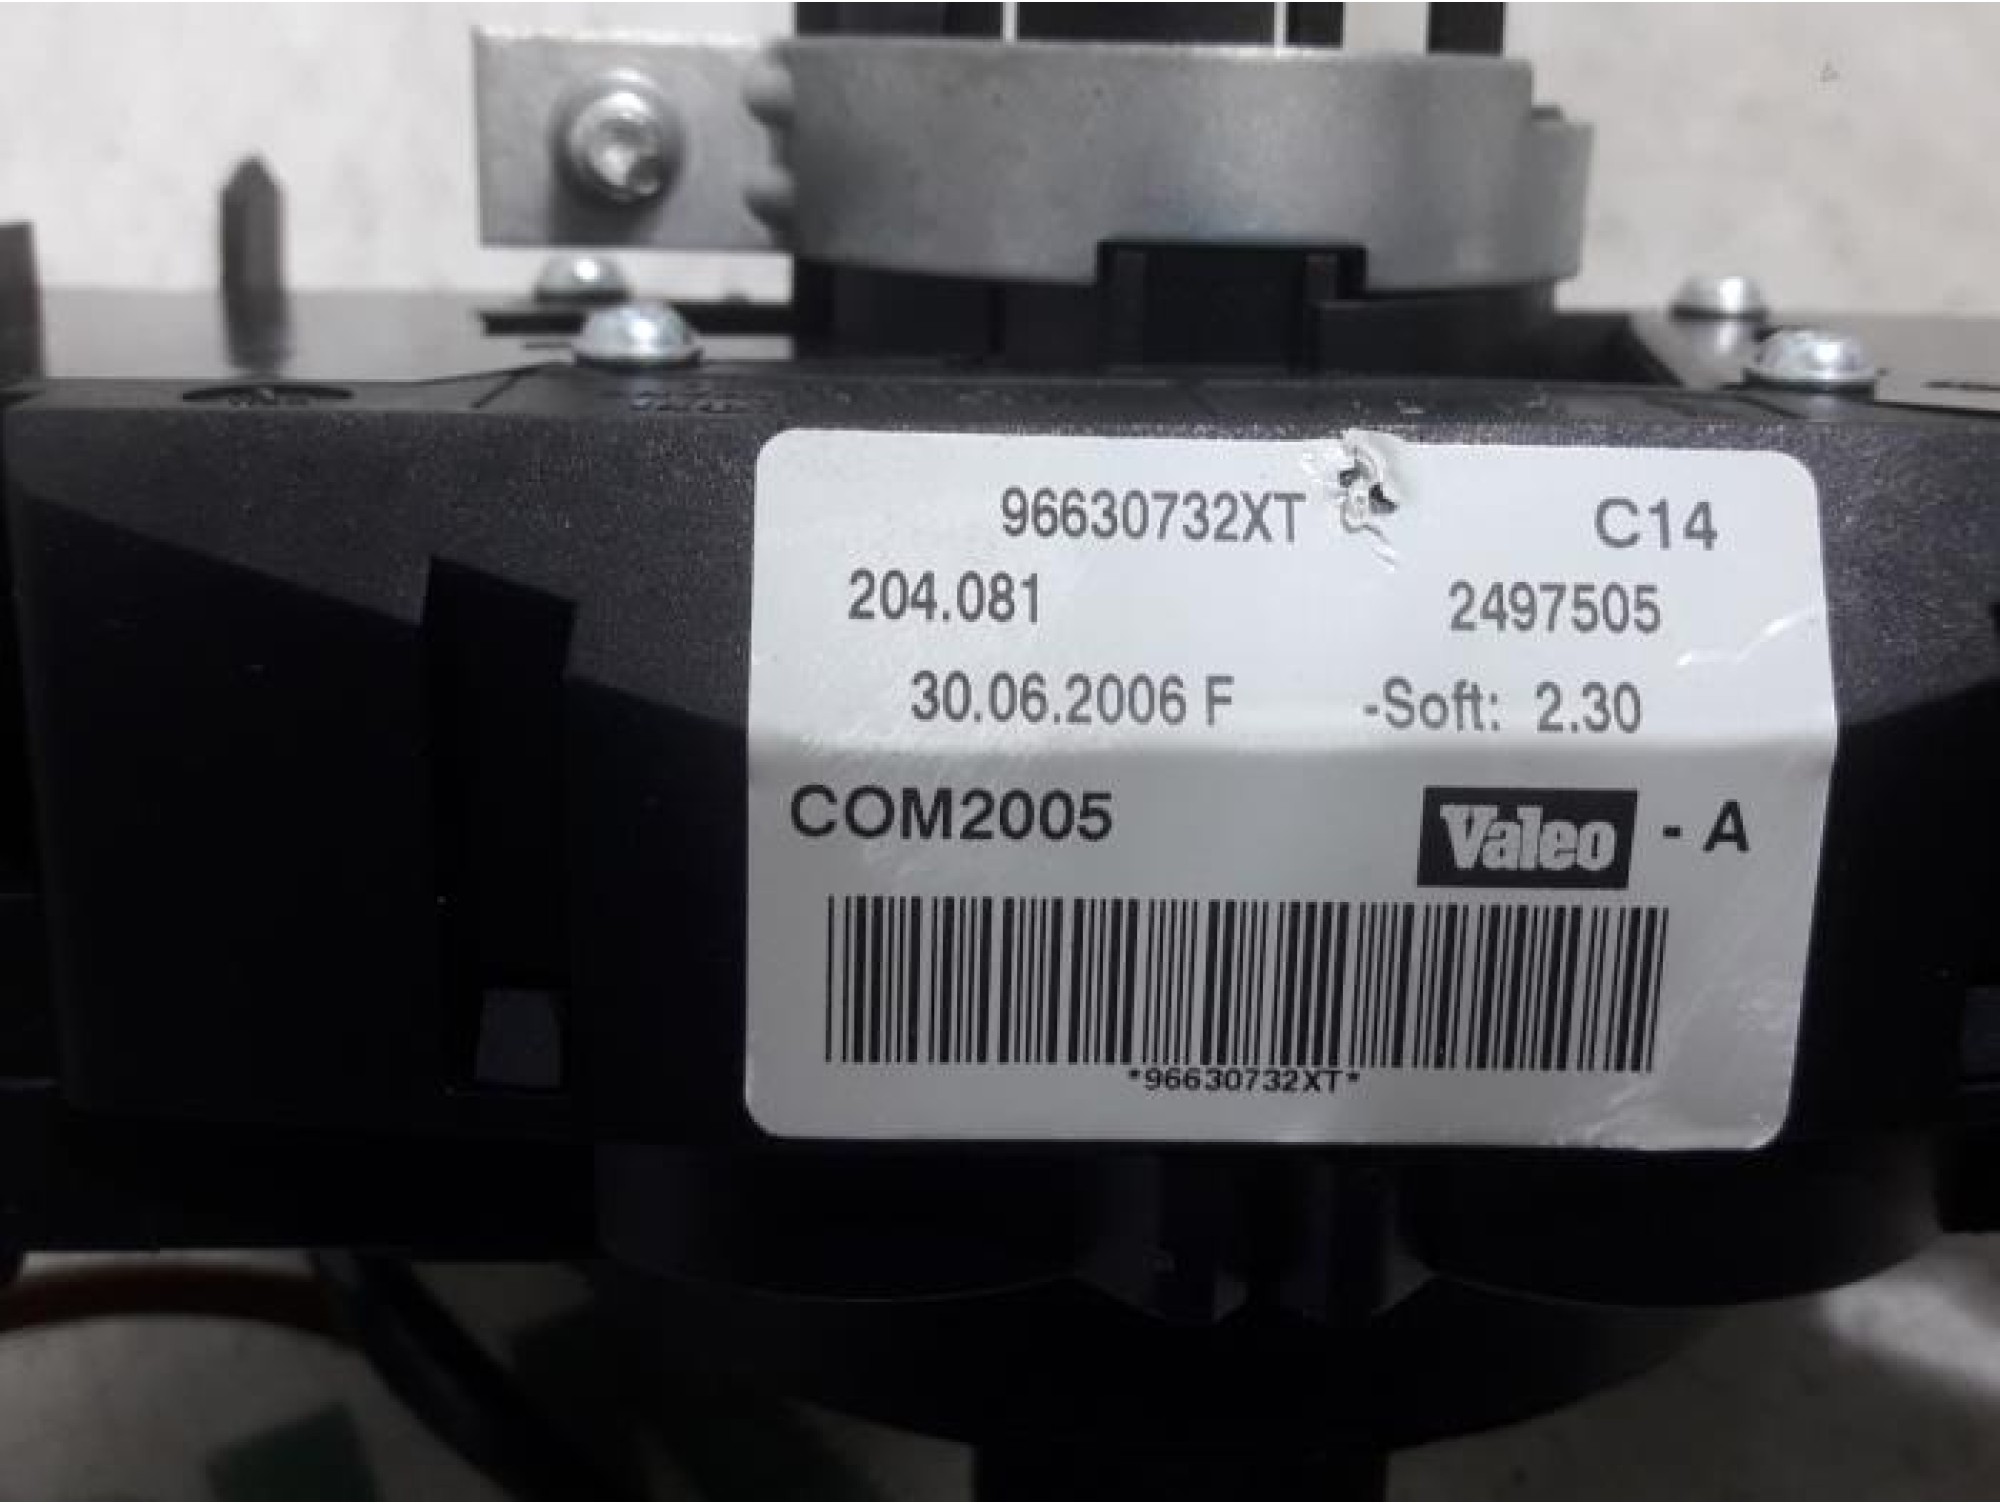 96630732XT C14
204.081 2497505
30.06.2006 F -Soft: 2.30
COM2005 Valeo - A
*96630732XT*